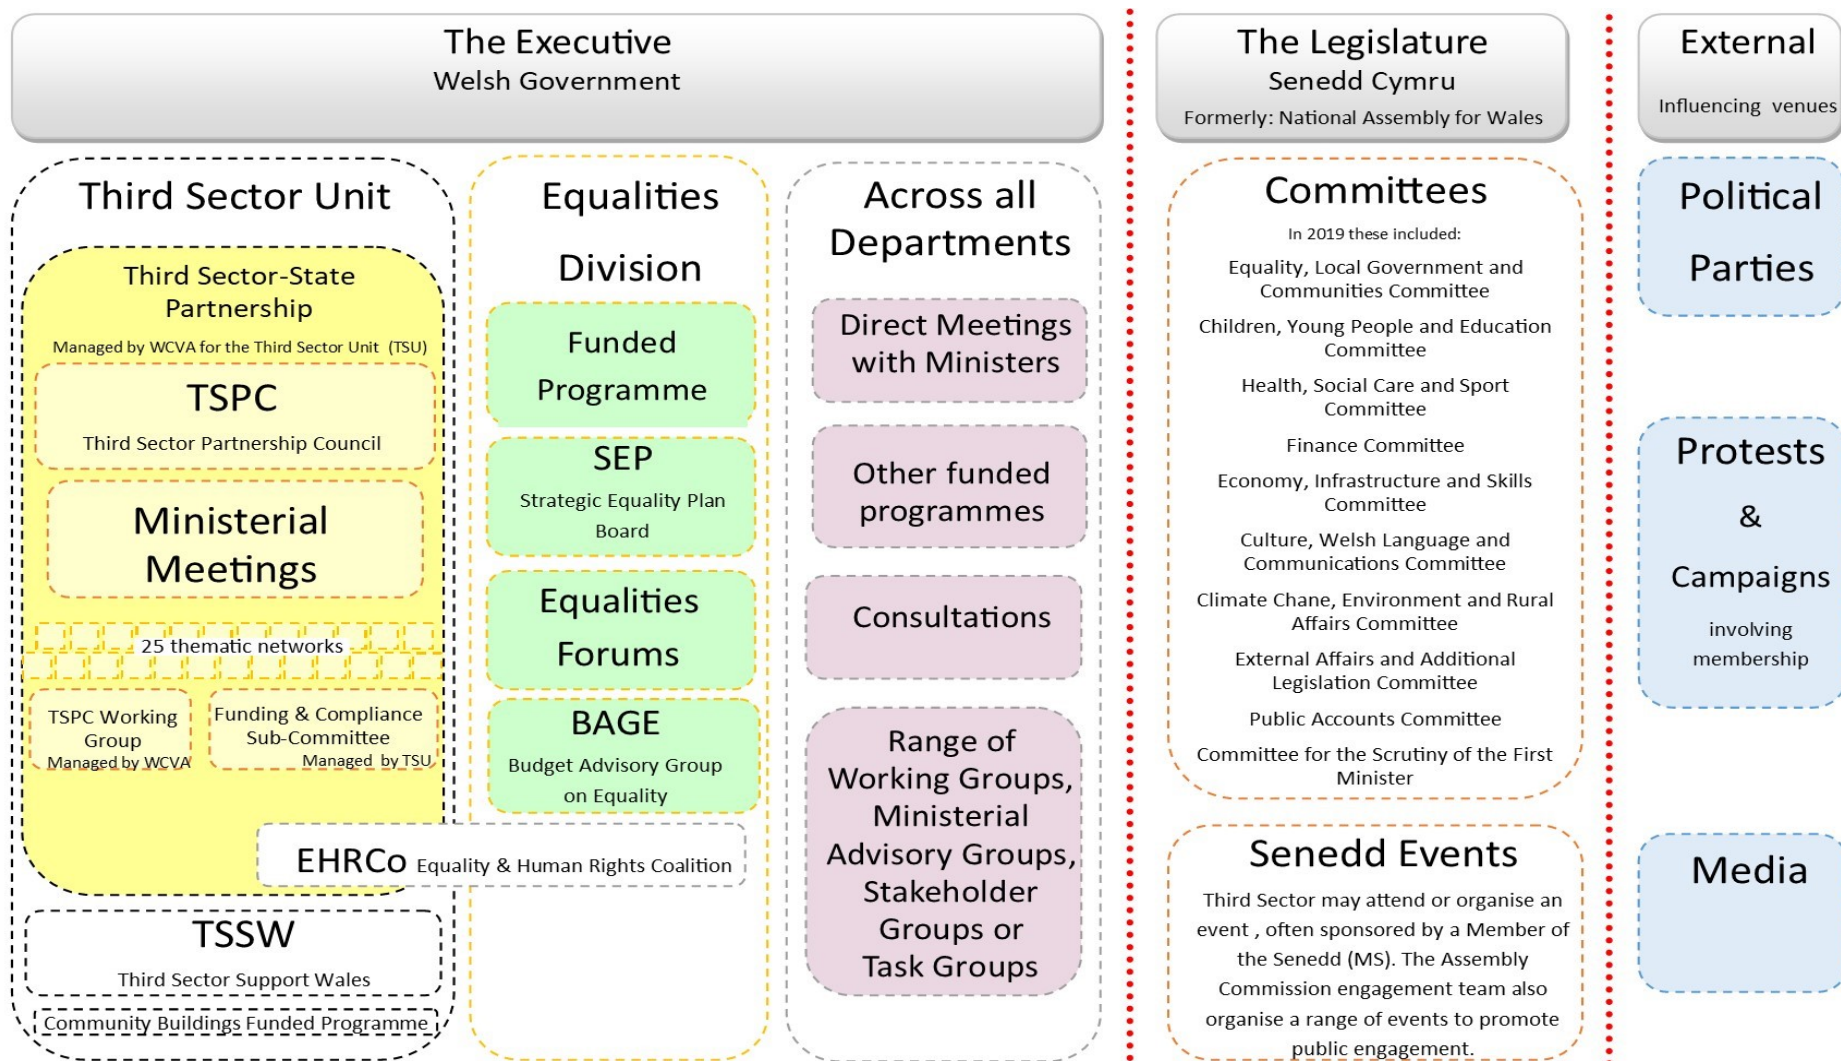 The Executive
Welsh Government
The Legislature
Senedd Cymru
Formerly: National Assembly for Wales
External
Influencing venues
Third Sector Unit
Third Sector-State
Partnership
Managed by WCVA for the Third Sector Unit (TSU)
TSPC
Third Sector Partnership Council
Ministerial
Meetings
25 thematic networks
TSPC Working
Group
Managed by WCVA
Funding & Compliance
Sub-Committee
Managed by TSU
EHRCo Equality & Human Rights Coalition
TSSW
Third Sector Support Wales
Community Buildings Funded Programme
Equalities
Division
Funded
Programme
SEP
Strategic Equality Plan
Board
Equalities
Forums
BAGE
Budget Advisory Group
on Equality
Across all
Departments
Direct Meetings
with Ministers
Other funded
programmes
Consultations
Range of
Working Groups,
Ministerial
Advisory Groups,
Stakeholder
Groups or
Task Groups
Committees
In 2019 these included:
Equality, Local Government and
Communities Committee
Children, Young People and Education
Committee
Health, Social Care and Sport
Committee
Finance Committee
Economy, Infrastructure and Skills
Committee
Culture, Welsh Language and
Communications Committee
Climate Chane, Environment and Rural
Affairs Committee
External Affairs and Additional
Legislation Committee
Public Accounts Committee
Committee for the Scrutiny of the First
Minister
Senedd Events
Third Sector may attend or organise an
event , often sponsored by a Member of
the Senedd (MS). The Assembly
Commission engagement team also
organise a range of events to promote
public engagement.
Political
Parties
Protests
&
Campaigns
involving
membership
Media